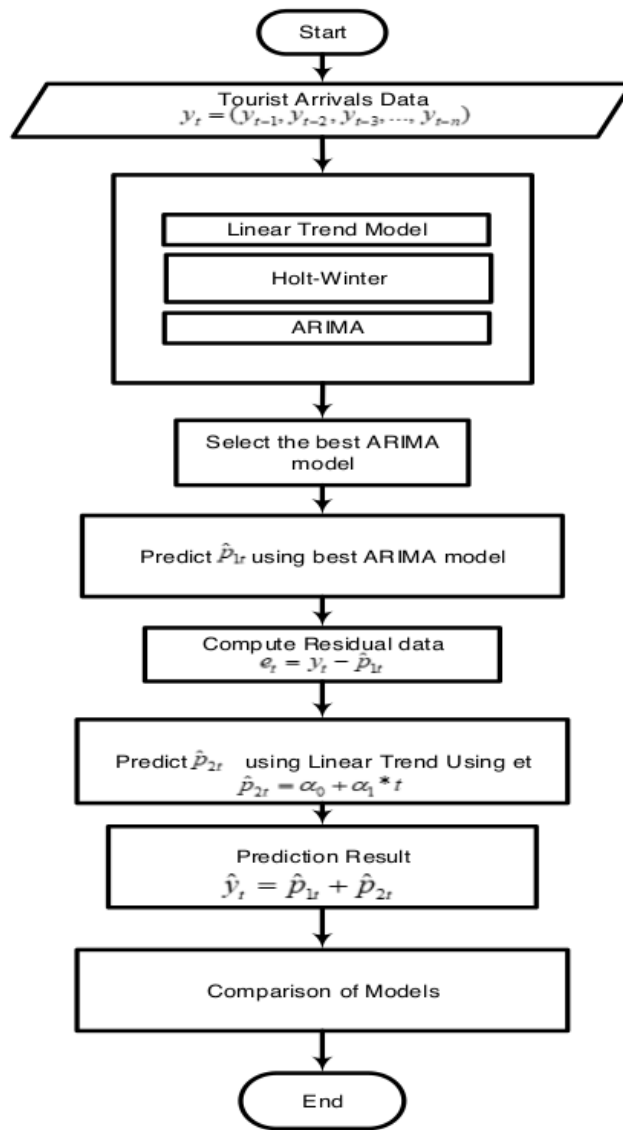 Start
Tourist Arrivals Data
y_t = (y_{t-1}, y_{t-2}, y_{t-3}, ..., y_{t-n})
Linear Trend Model
Holt-Winter
ARIMA
Select the best ARIMA
model
Predict p̂_{1t} using best ARIMA model
Compute Residual data
e_t = y_t − p̂_{1t}
Predict p̂_{2t} using Linear Trend Using et
p̂_{2t} = α_0 + α_1 * t
Prediction Result
ŷ_t = p̂_{1t} + p̂_{2t}
Comparison of Models
End